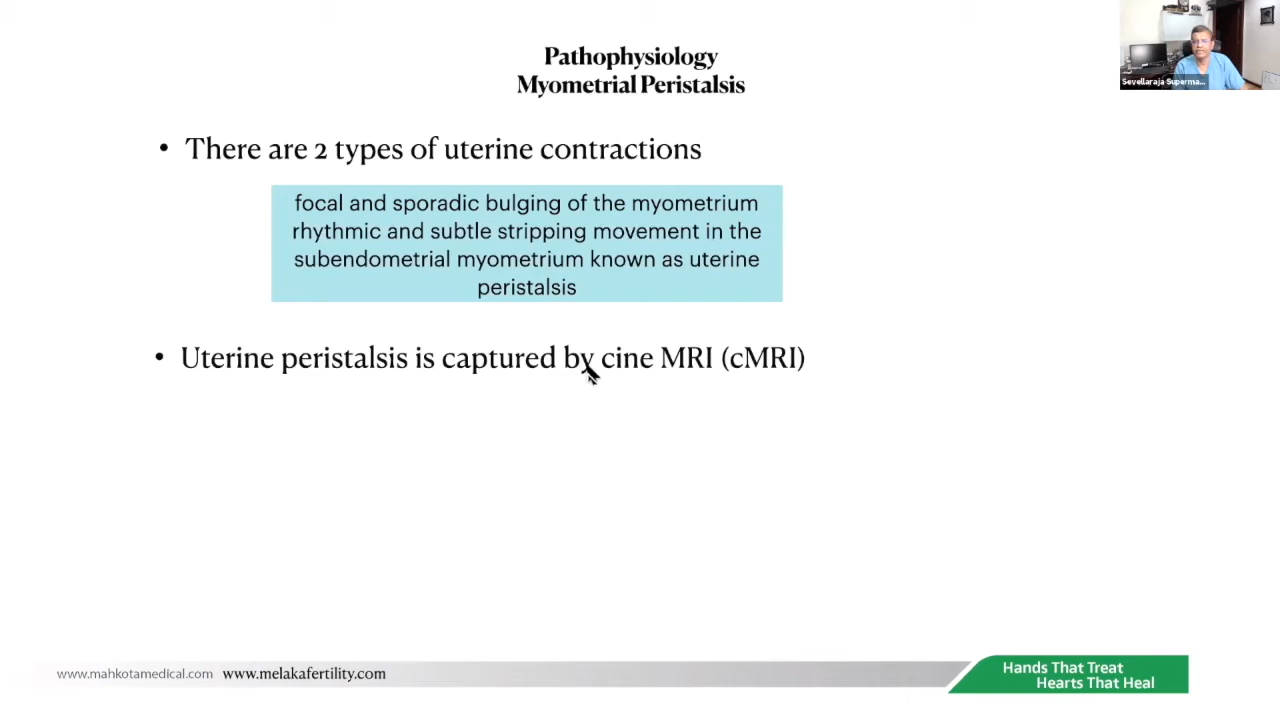 Pathophysiology
Myometrial Peristalsis
Sevellaraja Superma...
• There are 2 types of uterine contractions
focal and sporadic bulging of the myometrium
rhythmic and subtle stripping movement in the
subendometrial myometrium known as uterine
peristalsis
• Uterine peristalsis is captured by cine MRI (cMRI)
www.mahkotamedical.com www.melakafertility.com
Hands That Treat
Hearts That Heal